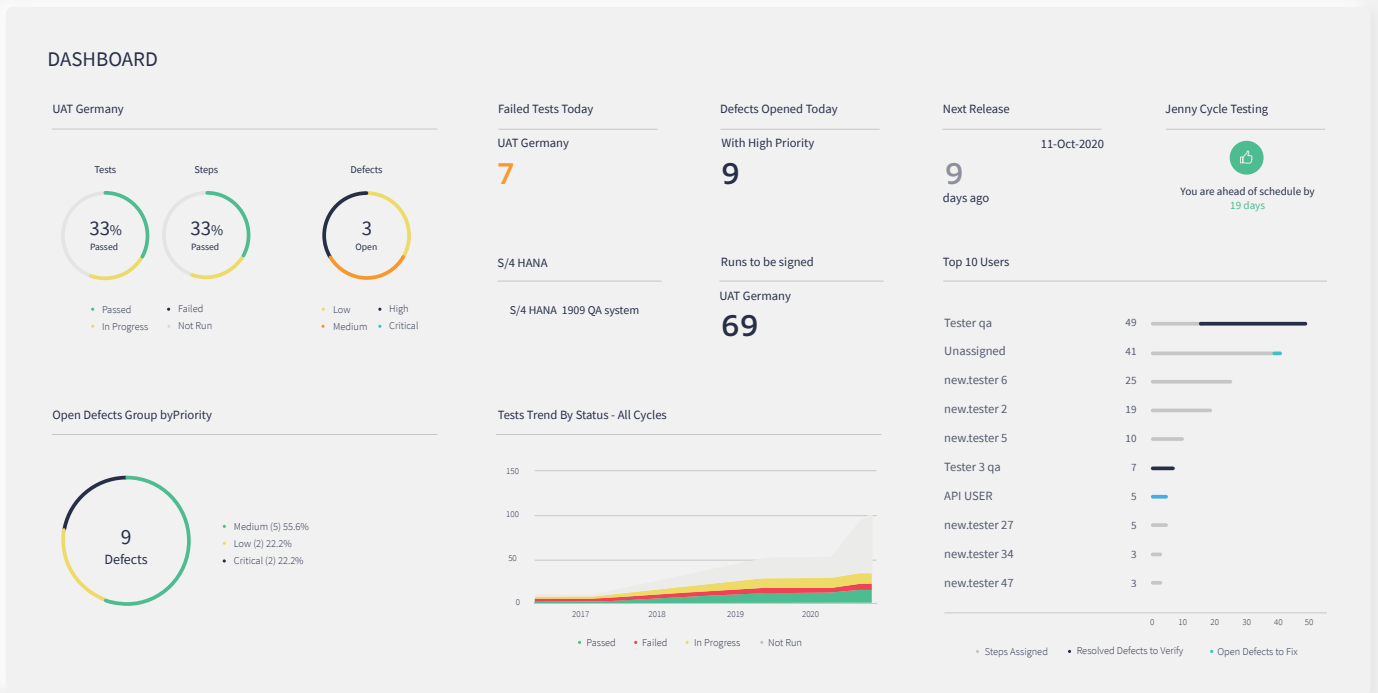 DASHBOARD
UAT Germany
Tests
Steps
Defects
33%
Passed
33%
Passed
3
Open
Passed
Failed
In Progress
Not Run
Low
High
Medium
Critical
Failed Tests Today
UAT Germany
7
Defects Opened Today
With High Priority
9
Next Release
11-Oct-2020
9
days ago
Jenny Cycle Testing
You are ahead of schedule by
19 days
S/4 HANA
S/4 HANA 1909 QA system
Runs to be signed
UAT Germany
69
Top 10 Users
Tester qa 49
Unassigned 41
new.tester 6 25
new.tester 2 19
new.tester 5 10
Tester 3 qa 7
API USER 5
new.tester 27 5
new.tester 34 3
new.tester 47 3
0 10 20 30 40 50
Steps Assigned Resolved Defects to Verify Open Defects to Fix
Open Defects Group byPriority
9
Defects
Medium (5) 55.6%
Low (2) 22.2%
Critical (2) 22.2%
Tests Trend By Status - All Cycles
150
100
50
0
2017 2018 2019 2020
Passed Failed In Progress Not Run